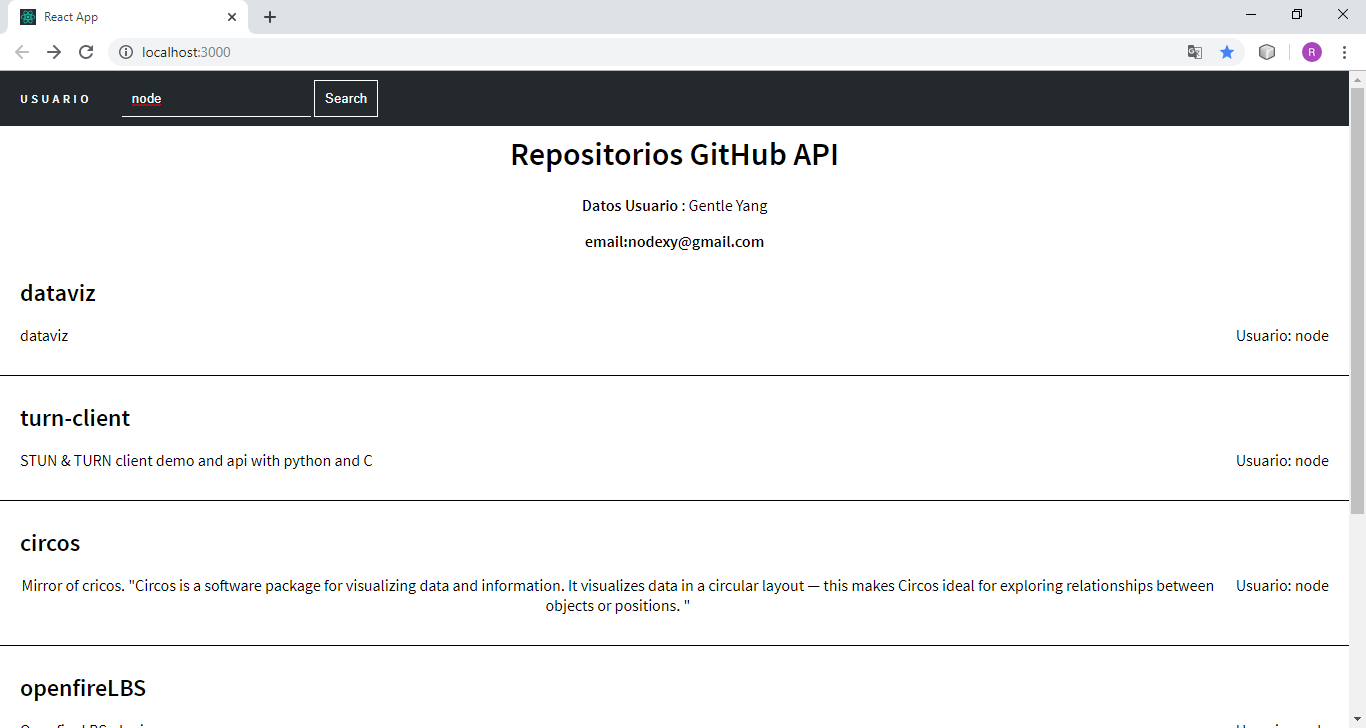 React App
localhost:3000
R
USUARIO node Search
Repositorios GitHub API
Datos Usuario : Gentle Yang
email:nodexy@gmail.com
dataviz
dataviz Usuario: node
turn-client
STUN & TURN client demo and api with python and C Usuario: node
circos
Mirror of cricos. "Circos is a software package for visualizing data and information. It visualizes data in a circular layout — this makes Circos ideal for exploring relationships between Usuario: node
objects or positions. "
openfireLBS